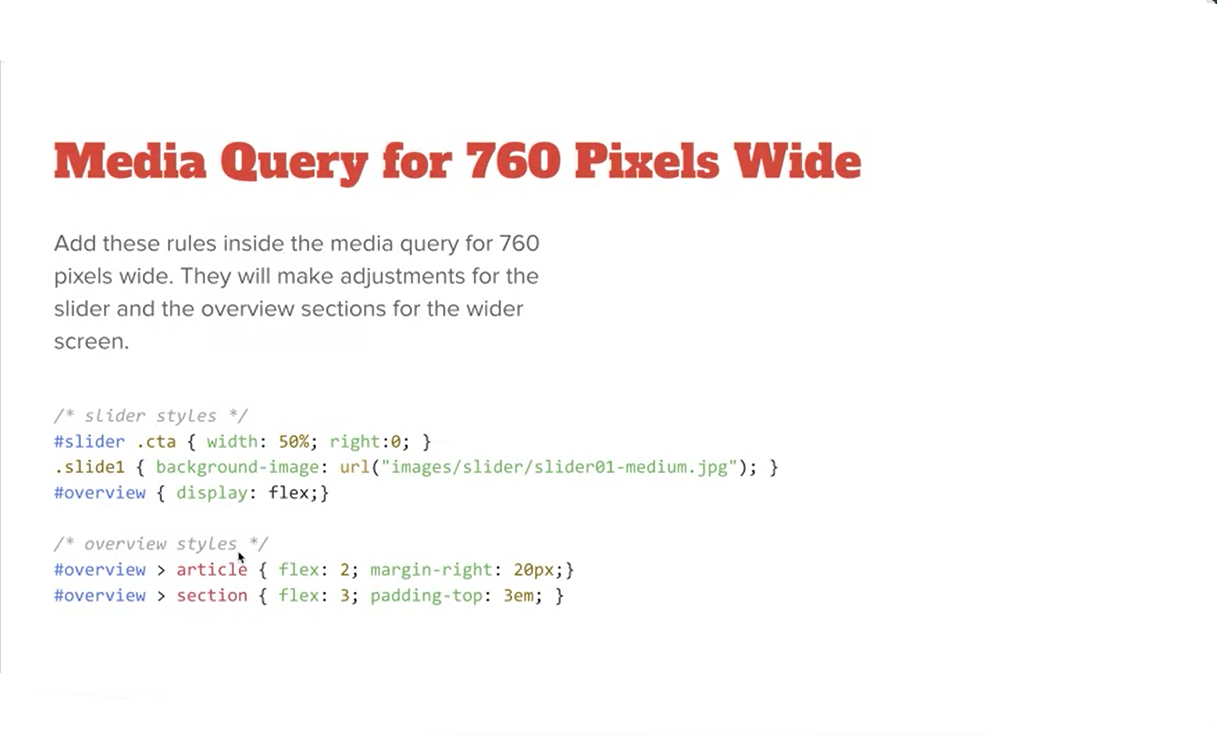 Media Query for 760 Pixels Wide
Add these rules inside the media query for 760
pixels wide. They will make adjustments for the
slider and the overview sections for the wider
screen.
/* slider styles */
#slider .cta { width: 50%; right:0; }
.slide1 { background-image: url("images/slider/slider01-medium.jpg"); }
#overview { display: flex;}
/* overview styles */
#overview > article { flex: 2; margin-right: 20px;}
#overview > section { flex: 3; padding-top: 3em; }